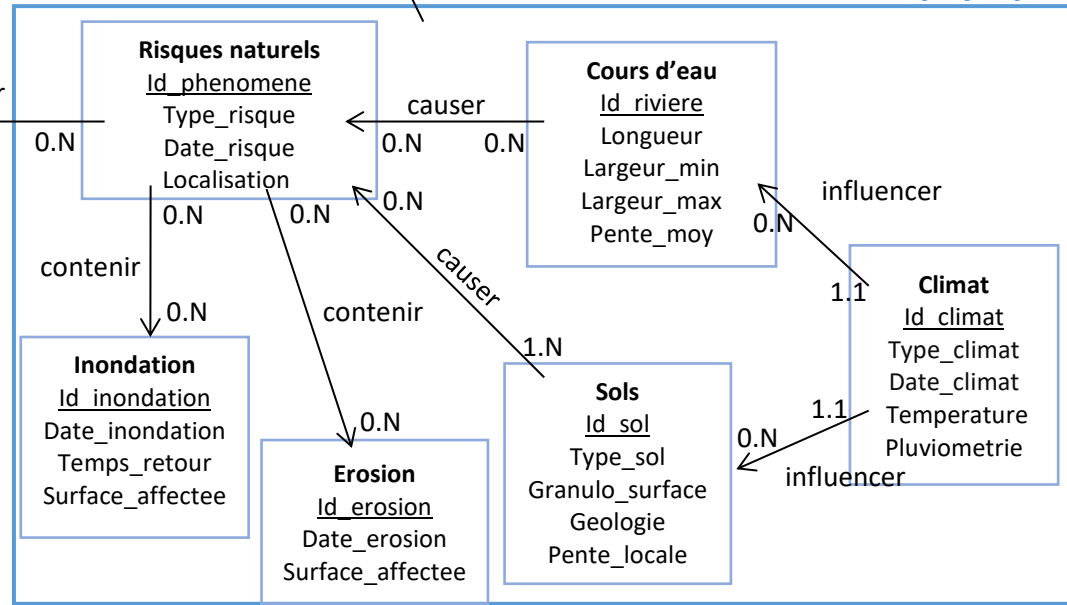 Risques naturels
Id_phenomene
Type_risque
Date_risque
Localisation
0.N
causer
0.N
0.N
Cours d'eau
Id_riviere
Longueur
Largeur_min
Largeur_max
Pente_moy
0.N
0.N
0.N
influencer
0.N
1.1
contenir
0.N
contenir
0.N
causer
1.N
Climat
Id_climat
Type_climat
Date_climat
Temperature
Pluviometrie
1.1
0.N
influencer
Inondation
Id_inondation
Date_inondation
Temps_retour
Surface_affectee
Erosion
Id_erosion
Date_erosion
Surface_affectee
Sols
Id_sol
Type_sol
Granulo_surface
Geologie
Pente_locale